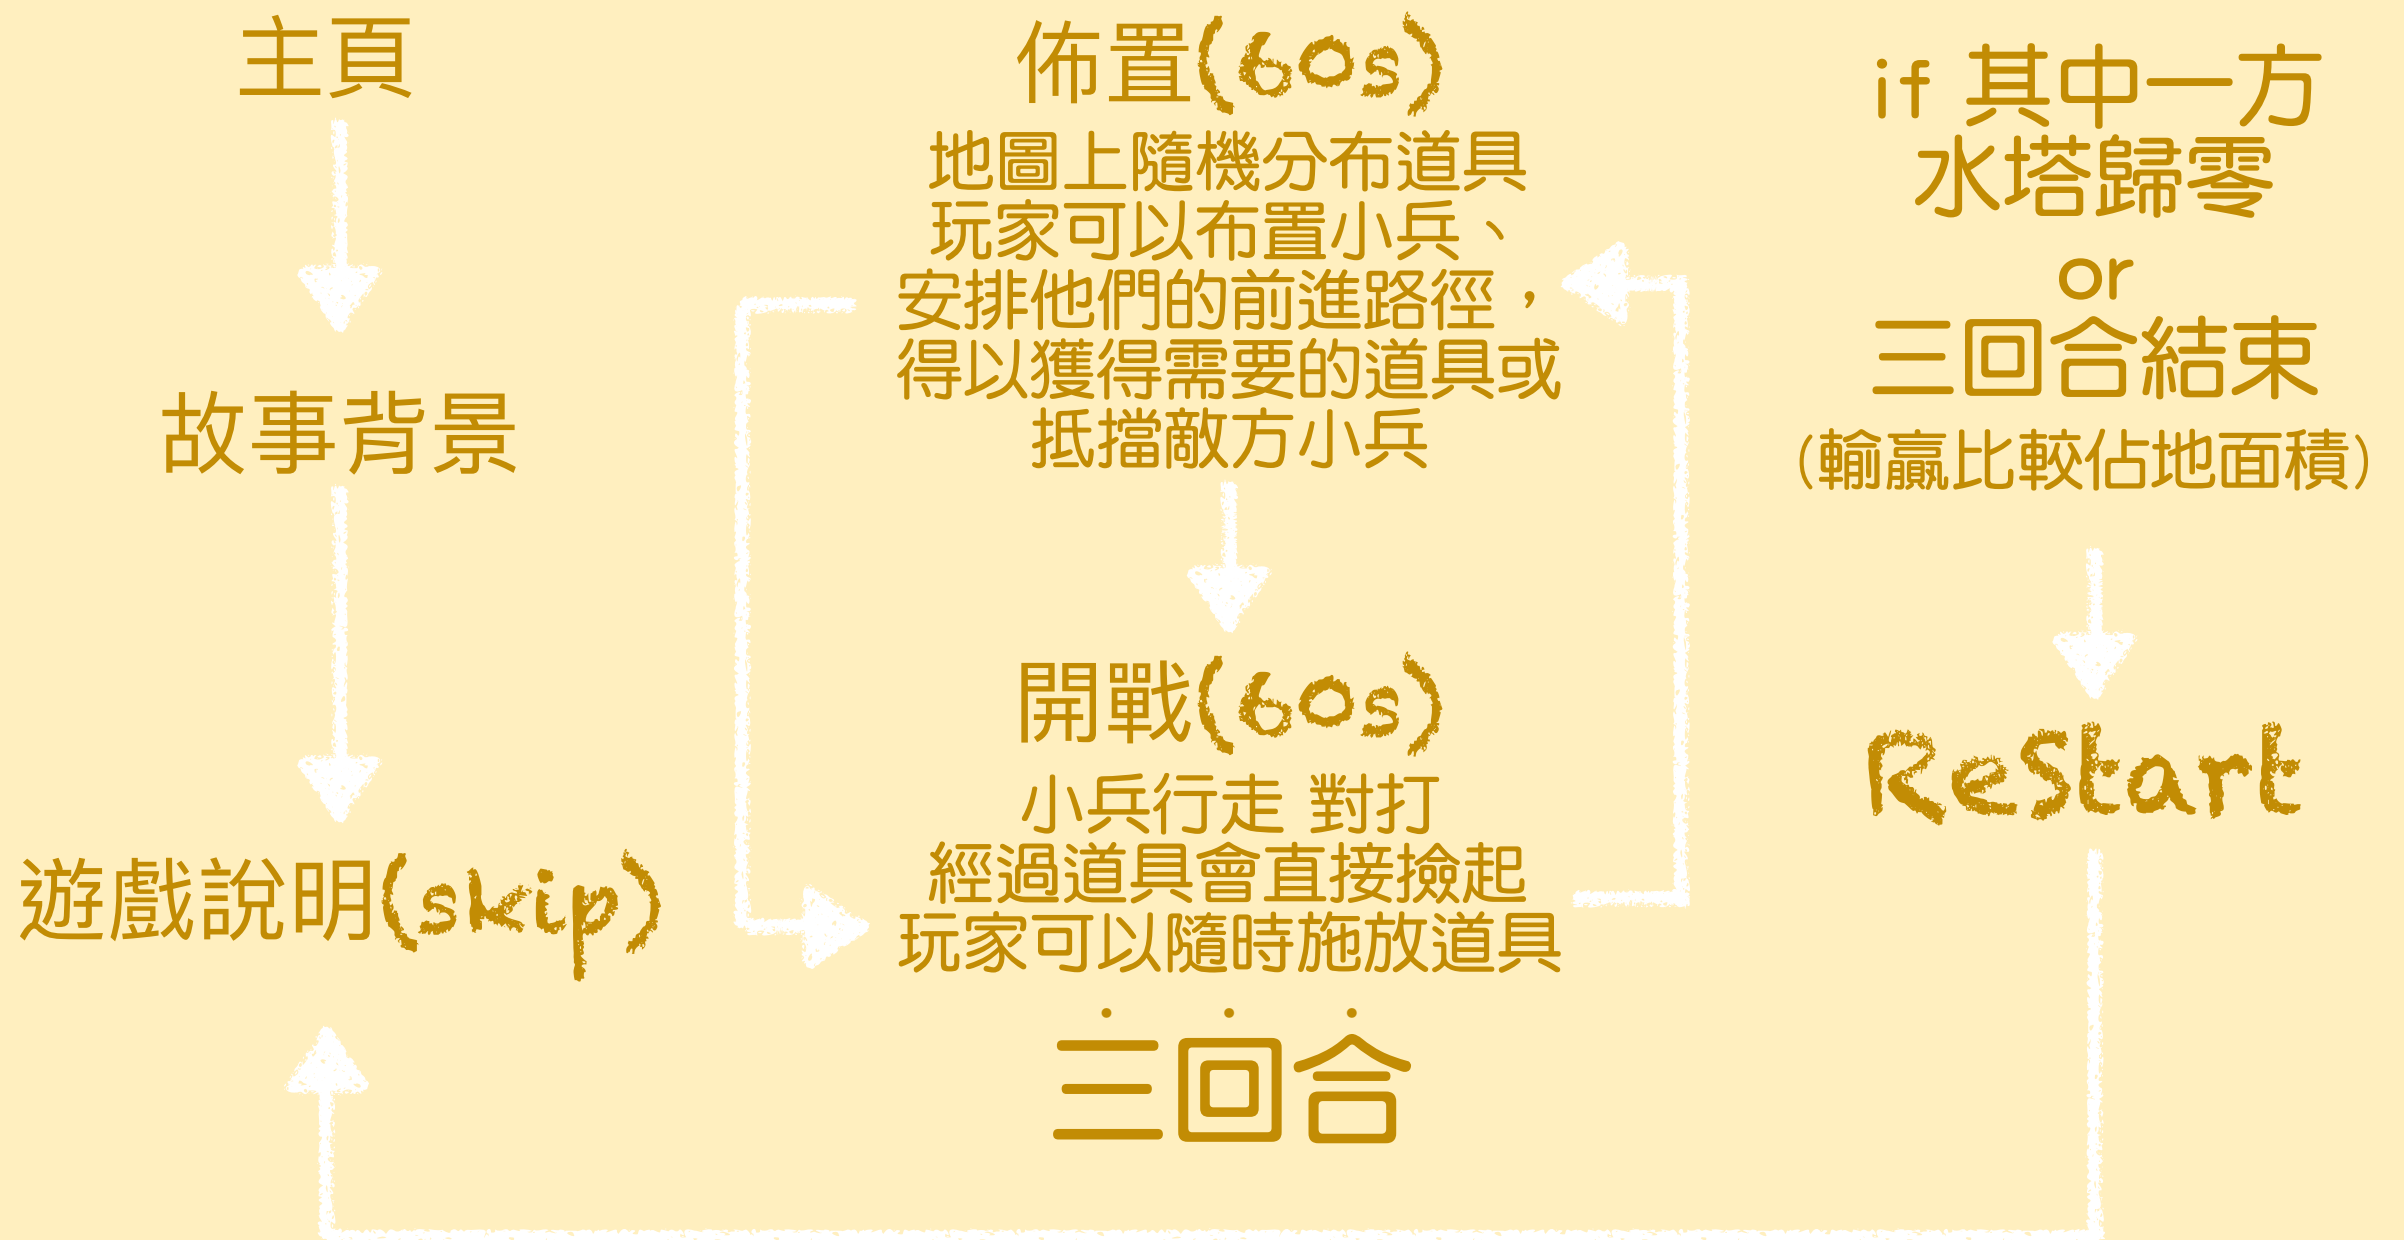 主頁
故事背景
遊戲說明(skip)
佈置(60s)
地圖上隨機分布道具
玩家可以布置小兵、
安排他們的前進路徑，
得以獲得需要的道具或
抵擋敵方小兵
開戰(60s)
小兵行走 對打
經過道具會直接撿起
玩家可以隨時施放道具
• • •
三回合
if 其中一方
水塔歸零
or
三回合結束
(輸贏比較佔地面積)
ReStart